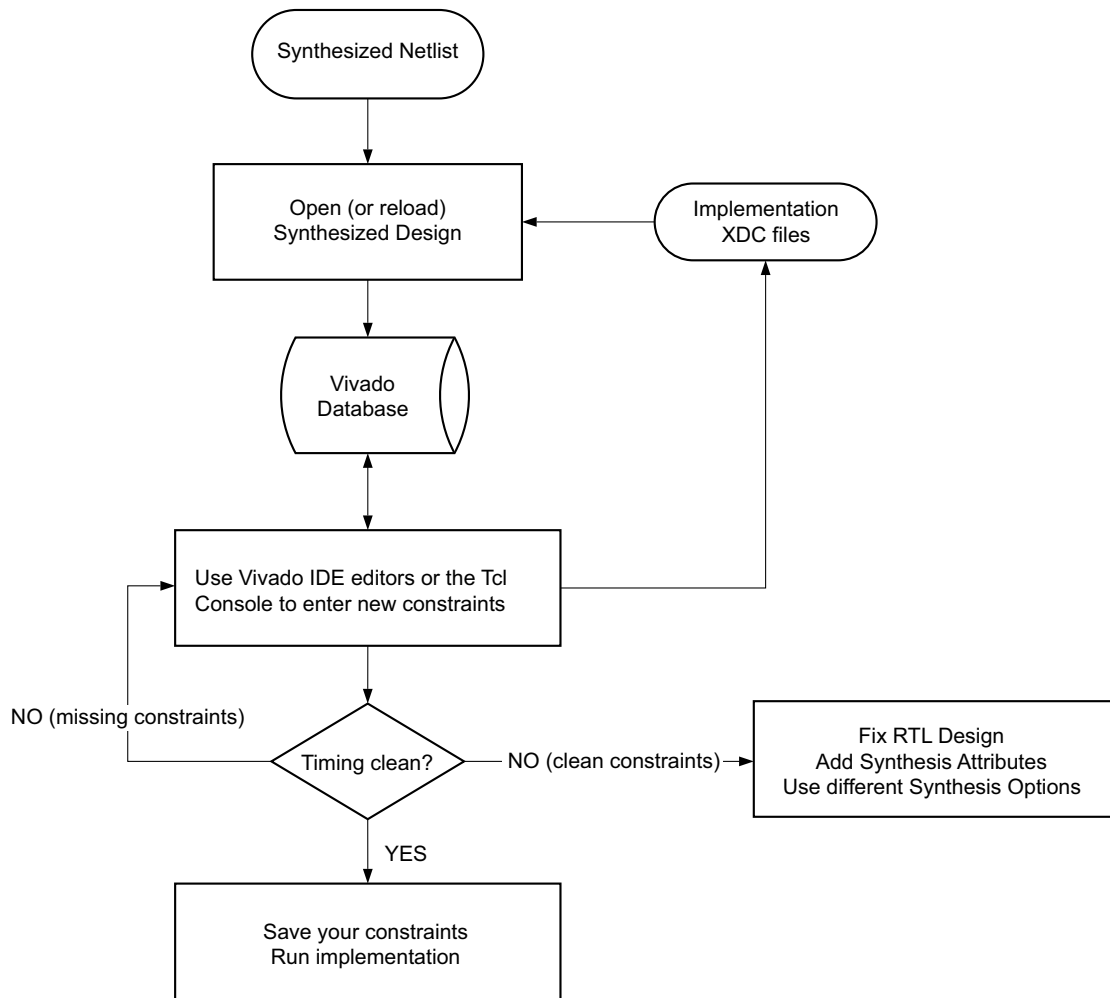 Synthesized Netlist
Open (or reload)
Synthesized Design
Implementation
XDC files
Vivado
Database
Use Vivado IDE editors or the Tcl
Console to enter new constraints
NO (missing constraints)
Timing clean?
NO (clean constraints)
Fix RTL Design
Add Synthesis Attributes
Use different Synthesis Options
YES
Save your constraints
Run implementation